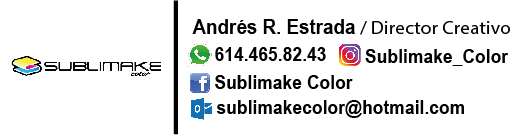 SUBLIMAKE
color
Andrés R. Estrada / Director Creativo
614.465.82.43 Sublimake_Color
Sublimake Color
sublimakecolor@hotmail.com